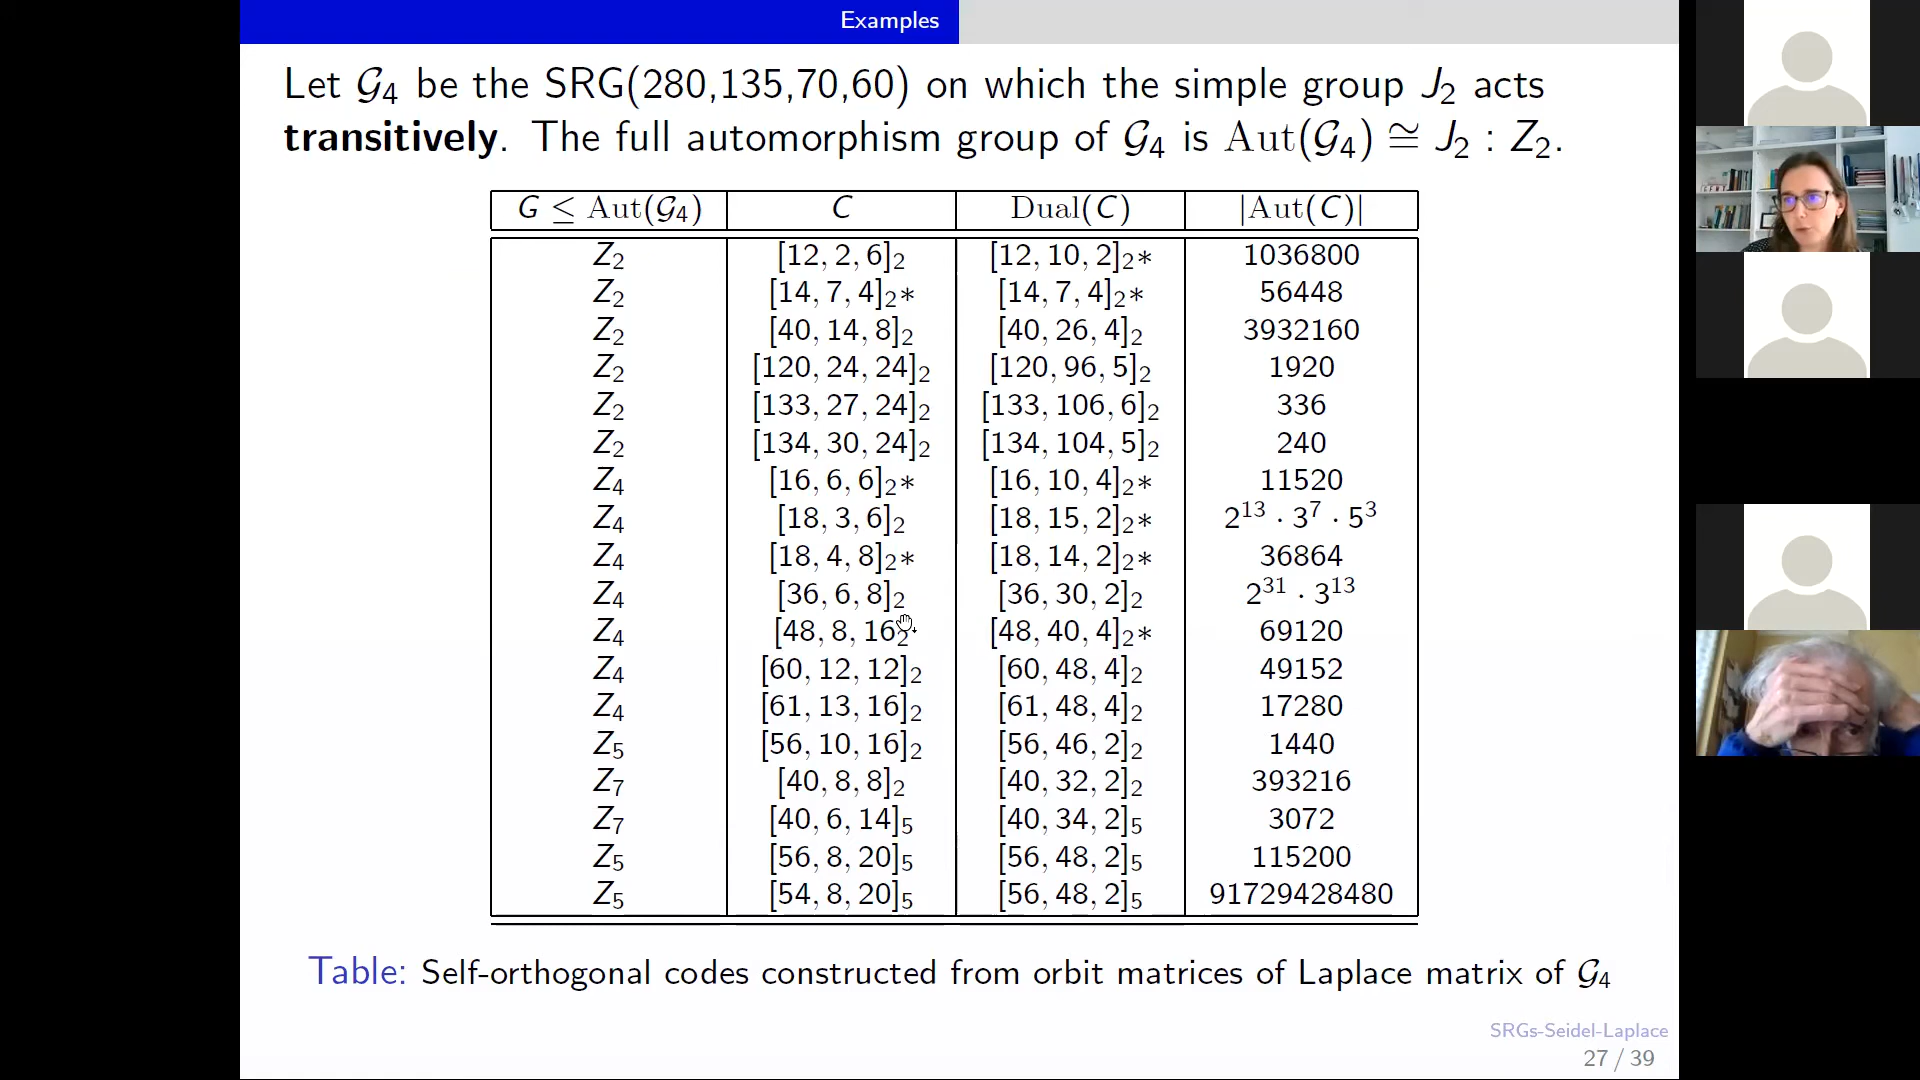 Examples
Let 𝒢₄ be the SRG(280,135,70,60) on which the simple group J₂ acts
transitively. The full automorphism group of 𝒢₄ is Aut(𝒢₄) ≅ J₂ : Z₂.
G ≤ Aut(𝒢₄) C Dual(C) |Aut(C)|
Z₂ [12, 2, 6]₂ [12, 10, 2]₂* 1036800
Z₂ [14, 7, 4]₂* [14, 7, 4]₂* 56448
Z₂ [40, 14, 8]₂ [40, 26, 4]₂ 3932160
Z₂ [120, 24, 24]₂ [120, 96, 5]₂ 1920
Z₂ [133, 27, 24]₂ [133, 106, 6]₂ 336
Z₂ [134, 30, 24]₂ [134, 104, 5]₂ 240
Z₄ [16, 6, 6]₂* [16, 10, 4]₂* 11520
Z₄ [18, 3, 6]₂ [18, 15, 2]₂* 2¹³ · 3⁷ · 5³
Z₄ [18, 4, 8]₂* [18, 14, 2]₂* 36864
Z₄ [36, 6, 8]₂ [36, 30, 2]₂ 2³¹ · 3¹³
Z₄ [48, 8, 16₂ [48, 40, 4]₂* 69120
Z₄ [60, 12, 12]₂ [60, 48, 4]₂ 49152
Z₄ [61, 13, 16]₂ [61, 48, 4]₂ 17280
Z₅ [56, 10, 16]₂ [56, 46, 2]₂ 1440
Z₇ [40, 8, 8]₂ [40, 32, 2]₂ 393216
Z₇ [40, 6, 14]₅ [40, 34, 2]₅ 3072
Z₅ [56, 8, 20]₅ [56, 48, 2]₅ 115200
Z₅ [54, 8, 20]₅ [56, 48, 2]₅ 91729428480
Table: Self-orthogonal codes constructed from orbit matrices of Laplace matrix of 𝒢₄
SRGs-Seidel-Laplace
27 / 39